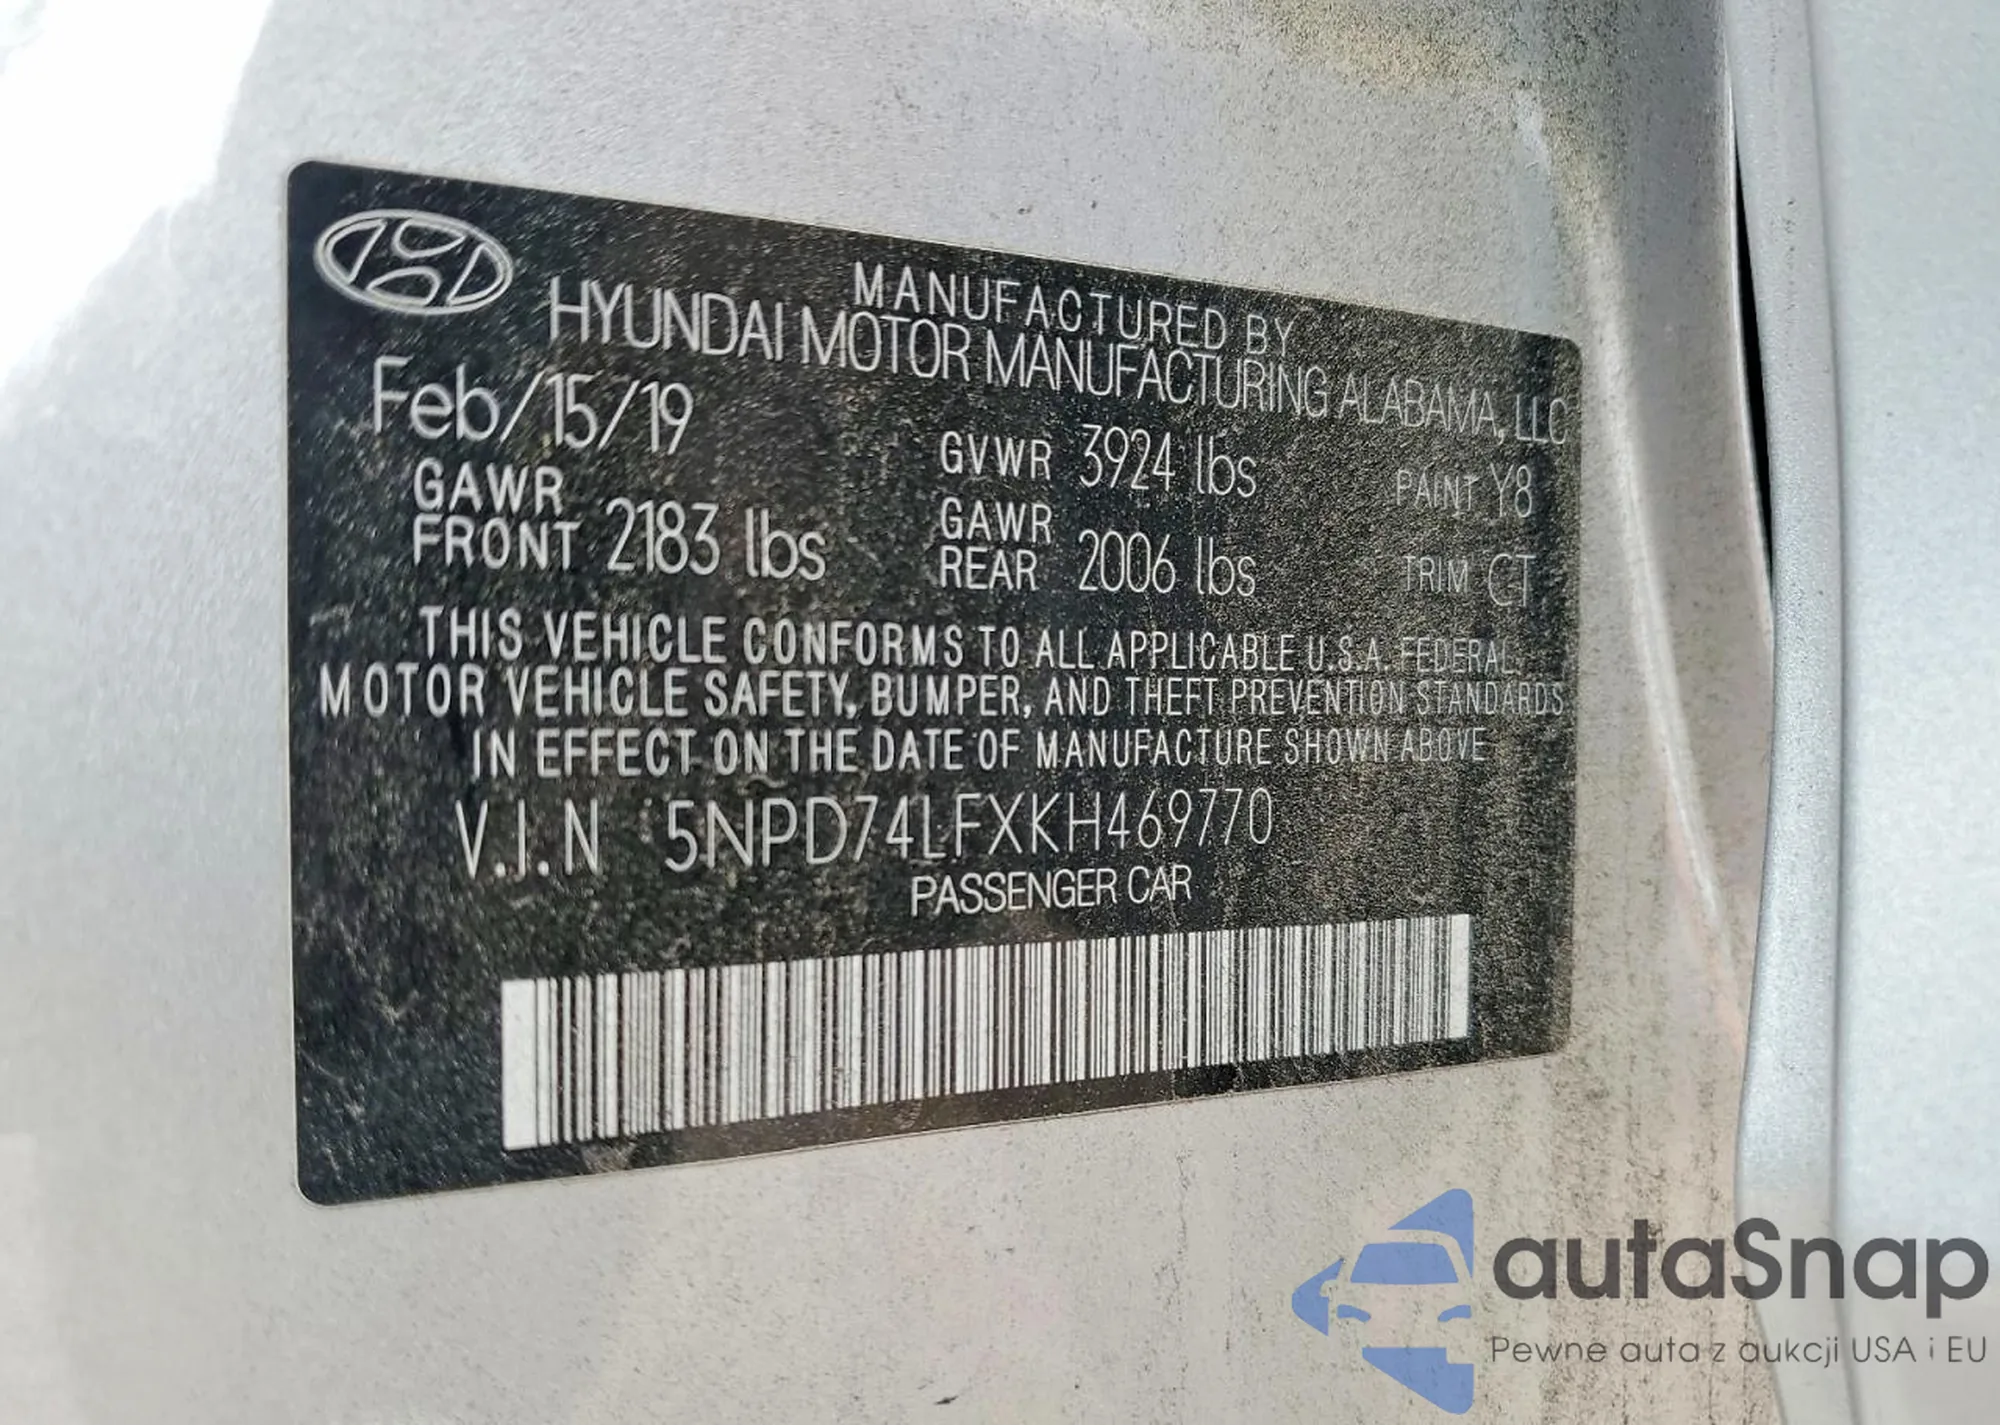 MANUFACTURED BY
HYUNDAI MOTOR MANUFACTURING ALABAMA, LLC
Feb/15/19
GVWR 3924 lbs PAINT Y8
GAWR FRONT 2183 lbs GAWR REAR 2006 lbs TRIM CT
THIS VEHICLE CONFORMS TO ALL APPLICABLE U.S.A. FEDERAL
MOTOR VEHICLE SAFETY, BUMPER, AND THEFT PREVENTION STANDARDS
IN EFFECT ON THE DATE OF MANUFACTURE SHOWN ABOVE
V.I.N 5NPD74LFXKH469770
PASSENGER CAR
autaSnap
Pewne auta z aukcji USA i EU